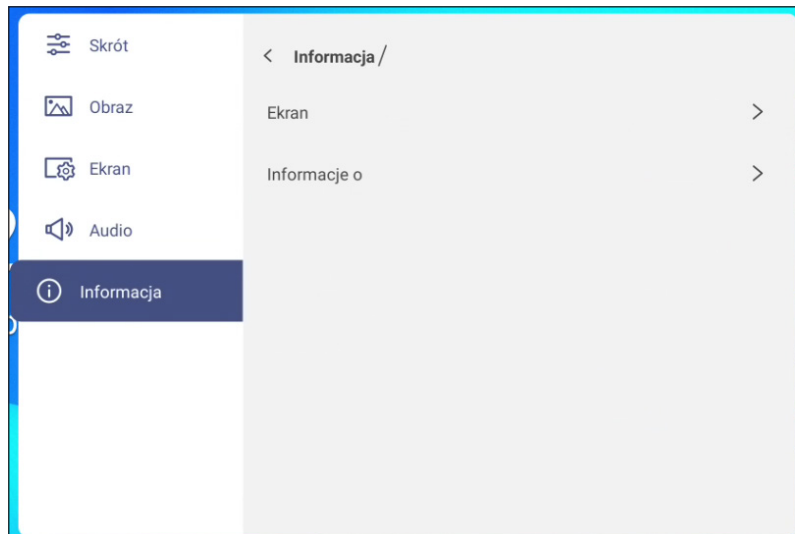 Skrót
Obraz
Ekran
Audio
Informacja
Informacja /
Ekran
Informacje o